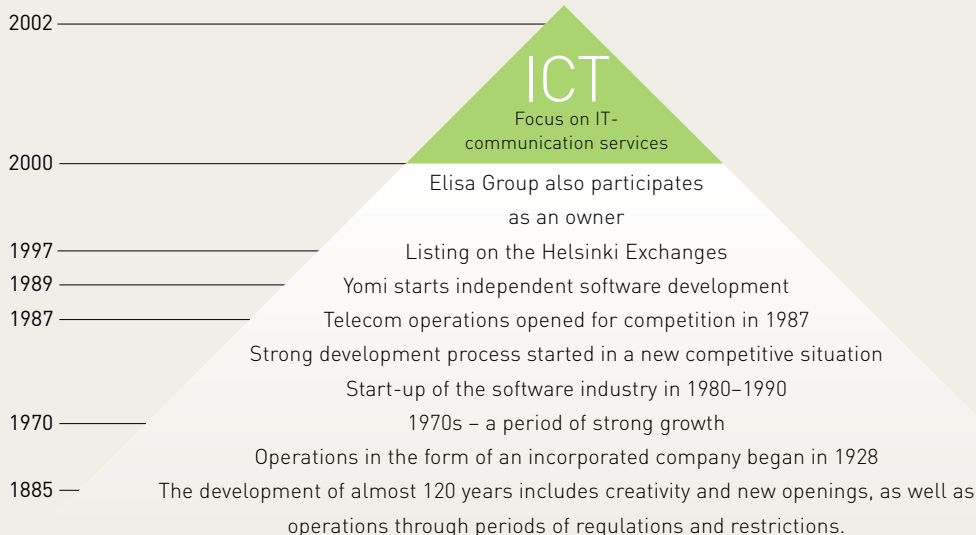 2002
ICT
Focus on IT-
communication services
2000
Elisa Group also participates
as an owner
1997 Listing on the Helsinki Exchanges
1989 Yomi starts independent software development
1987 Telecom operations opened for competition in 1987
Strong development process started in a new competitive situation
Start-up of the software industry in 1980–1990
1970 1970s – a period of strong growth
Operations in the form of an incorporated company began in 1928
1885 The development of almost 120 years includes creativity and new openings, as well as
operations through periods of regulations and restrictions.